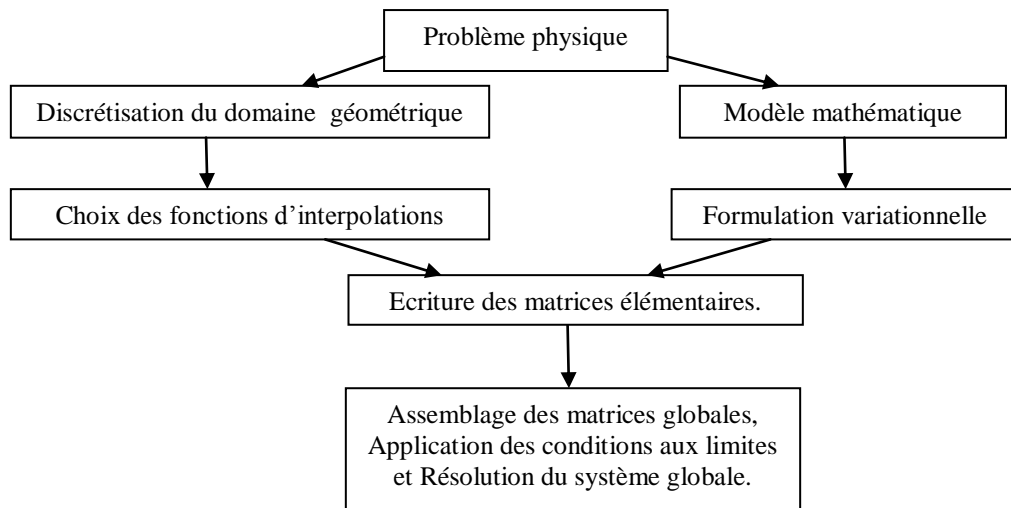 Problème physique
Discrétisation du domaine géométrique
Modèle mathématique
Choix des fonctions d’interpolations
Formulation variationnelle
Ecriture des matrices élémentaires.
Assemblage des matrices globales,
Application des conditions aux limites
et Résolution du système globale.